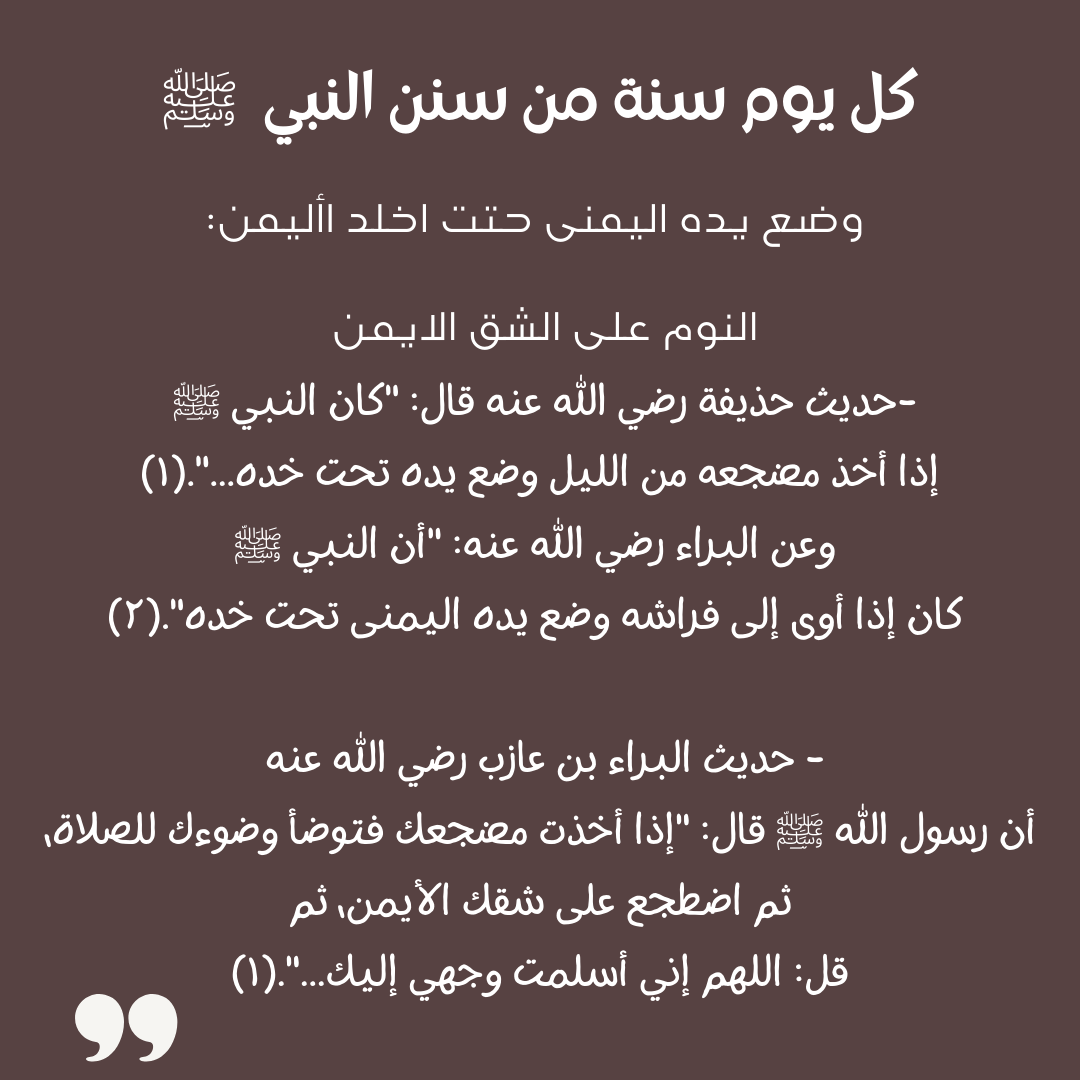 كل يوم سنة من سنن النبي ﷺ
وضع يده اليمنى حتت اخلد األيمن:
النوم على الشق الايمن
-حديث حذيفة رضي الله عنه قال: "كان النبي ﷺ
إذا أخذ مضجعه من الليل وضع يده تحت خده...".(١)
وعن البراء رضي الله عنه: "أن النبي ﷺ
كان إذا أوى إلى فراشه وضع يده اليمنى تحت خده".(٢)
- حديث البراء بن عازب رضي الله عنه
أن رسول الله ﷺ قال: "إذا أخذت مضجعك فتوضأ وضوءك للصلاة،
ثم اضطجع على شقك الأيمن، ثم
قل: اللهم إني أسلمت وجهي إليك...".(١)